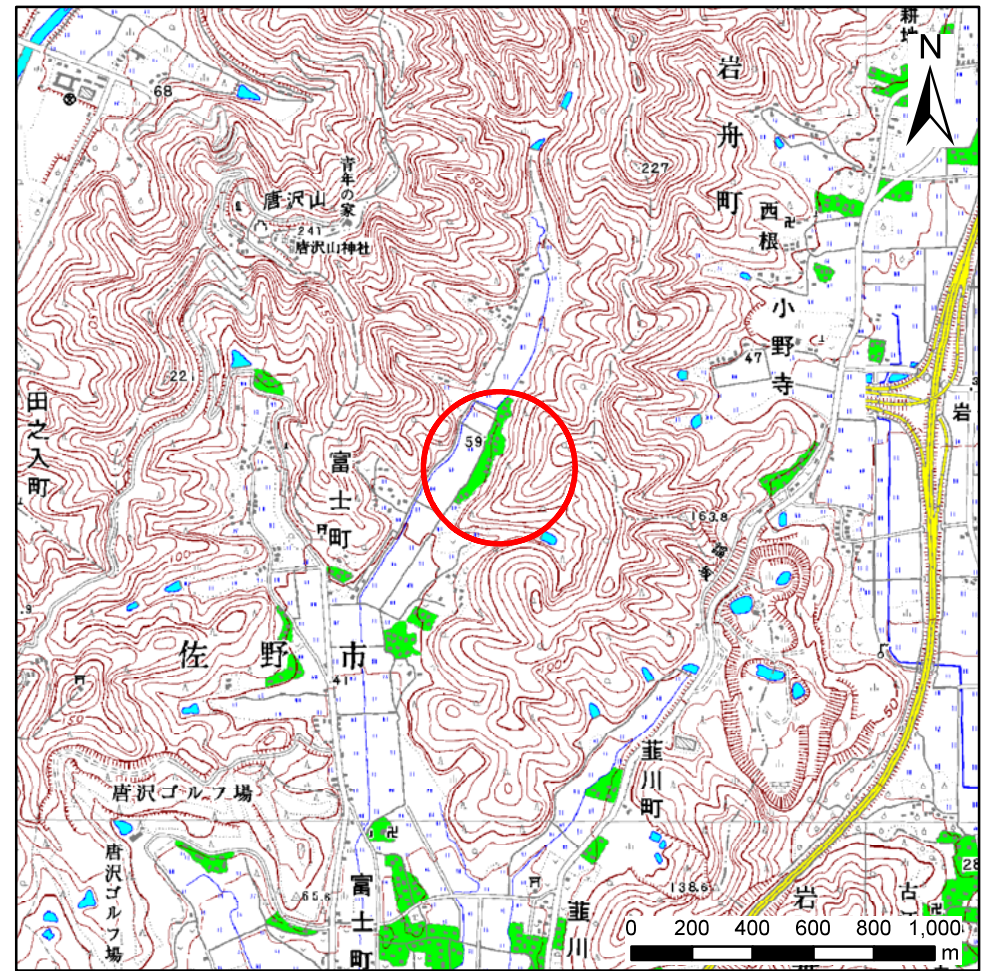 耕地
N
岩舟町
68
227
青年の家
唐沢山
西根
241
唐沢山神社
小野寺
47
22
田之入町
岩
59
富士町
163.8
佐野市
41
150
50
韮川町
唐沢ゴルフ場
唐沢ゴルフ場
65.6
138.6
28
富士町
韮川
岩
古
0 200 400 600 800 1,000
m